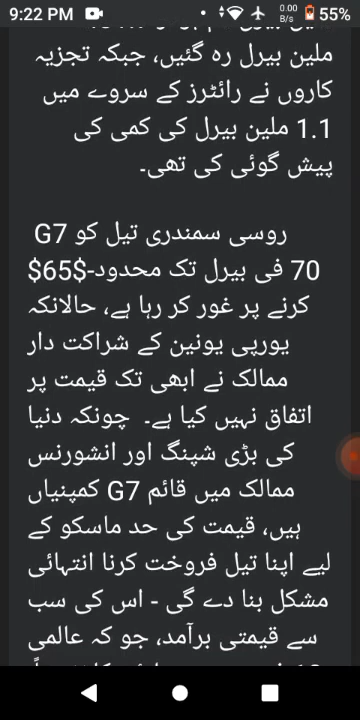 9:22 PM
0.00
B/s
55%
ملین بیرل رہ گئیں، جبکہ تجزیہ
کاروں نے رائٹرز کے سروے میں
1.1 ملین بیرل کی کمی کی
پیش گوئی کی تھی۔
روسی سمندری تیل کو G7
$65$-70 فی بیرل تک محدود
کرنے پر غور کر رہا ہے، حالانکہ
یورپی یونین کے شراکت دار
ممالک نے ابھی تک قیمت پر
اتفاق نہیں کیا ہے۔ چونکہ دنیا
کی بڑی شپنگ اور انشورنس
ممالک میں قائم G7 کمپنیاں
ہیں، قیمت کی حد ماسکو کے
لیے اپنا تیل فروخت کرنا انتہائی
مشکل بنا دے گی - اس کی سب
سے قیمتی برآمد، جو کہ عالمی